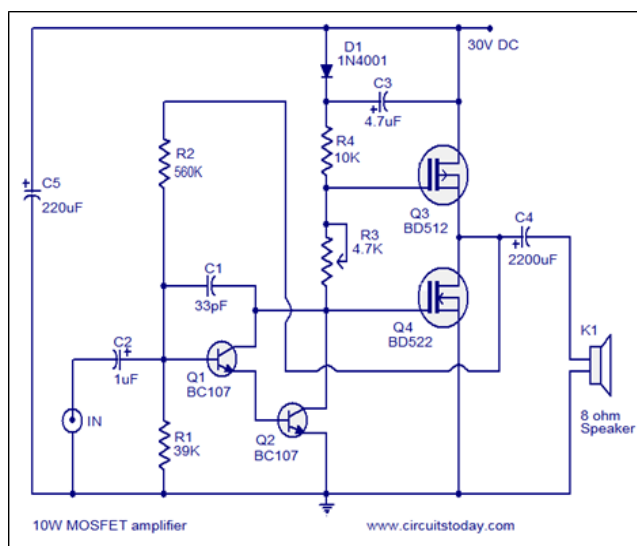 30V DC
D1
1N4001
C3
+
4.7uF
R4
10K
R2
560K
+
C5
220uF
Q3
BD512
R3
4.7K
C4
+
2200uF
C1
33pF
Q4
BD522
K1
C2
+
1uF
Q1
BC107
IN
R1
39K
Q2
BC107
8 ohm
Speaker
10W MOSFET amplifier
www.circuitstoday.com